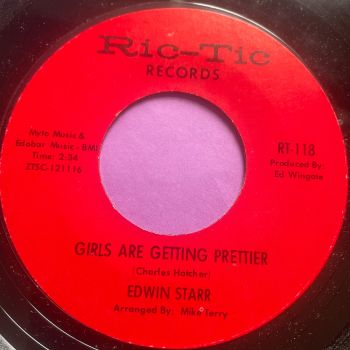 Ric-Tic
RECORDS
Myto Music &
Edobar Music - BMI
Time: 2:34
ZTSC-121116
RT-118
Produced By:
Ed Wingate
GIRLS ARE GETTING PRETTIER
(Charles Hatcher)
EDWIN STARR
Arranged By: Mike Terry